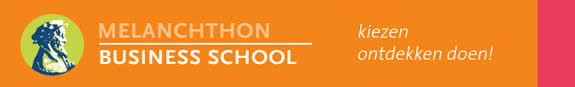 MELANCHTHON
BUSINESS SCHOOL
kiezen
ontdekken doen!